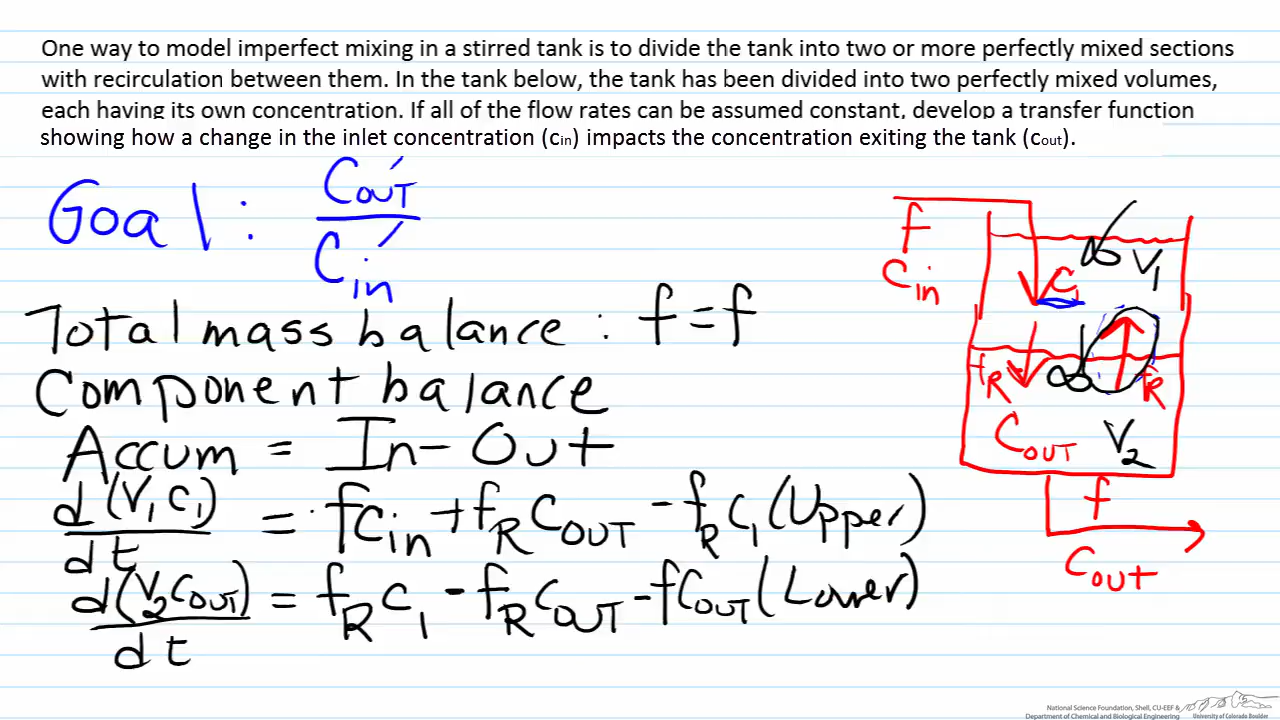 One way to model imperfect mixing in a stirred tank is to divide the tank into two or more perfectly mixed sections
with recirculation between them. In the tank below, the tank has been divided into two perfectly mixed volumes,
each having its own concentration. If all of the flow rates can be assumed constant, develop a transfer function
showing how a change in the inlet concentration (cin) impacts the concentration exiting the tank (cout).
Goal: COUT′
Cin′
Total mass balance: f=f
Component balance
Accum = In - Out
d(V1C1)
dt
= fCin + fRCOUT - fRC1 (Upper)
d(V2COUT)
dt
= fRC1 - fRCOUT - fCOUT (Lower)
f
Cin
V1
C1
fR
fR
COUT V2
f
COUT
National Science Foundation, Shell, CU-EEF &
Department of Chemical and Biological Engineering
University of Colorado Boulder